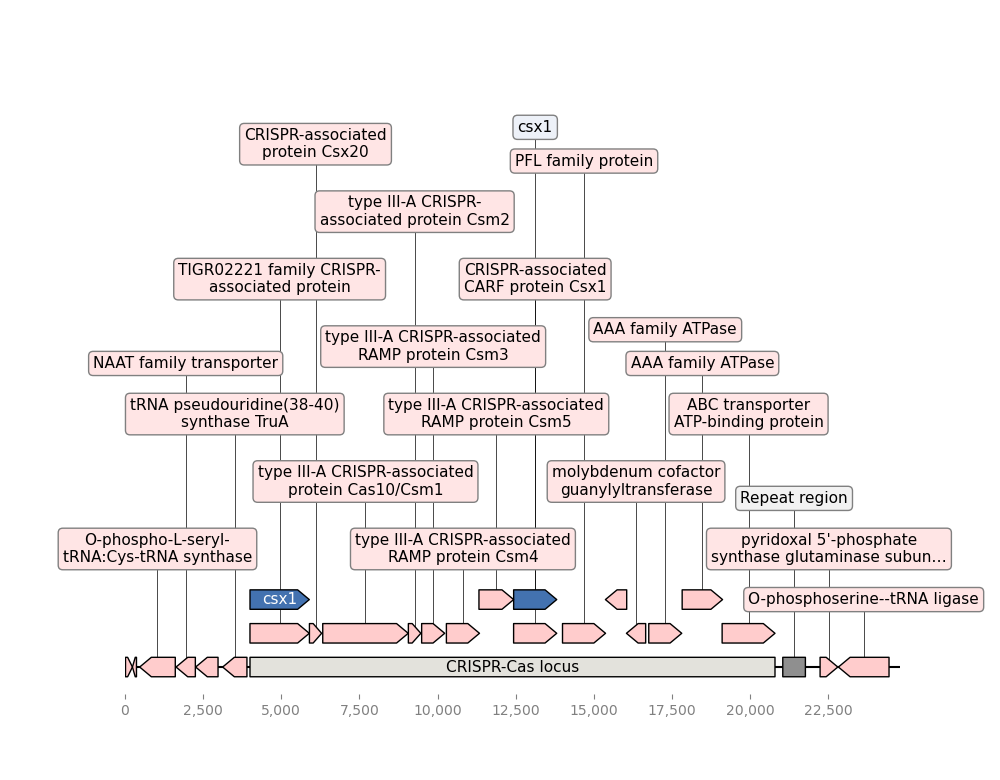 csx1
CRISPR-associated
protein Csx20
PFL family protein
type III-A CRISPR-
associated protein Csm2
TIGR02221 family CRISPR-
associated protein
CRISPR-associated
CARF protein Csx1
AAA family ATPase
type III-A CRISPR-associated
RAMP protein Csm3
NAAT family transporter
AAA family ATPase
tRNA pseudouridine(38-40)
synthase TruA
type III-A CRISPR-associated
RAMP protein Csm5
ABC transporter
ATP-binding protein
type III-A CRISPR-associated
protein Cas10/Csm1
molybdenum cofactor
guanylyltransferase
Repeat region
O-phospho-L-seryl-
tRNA:Cys-tRNA synthase
type III-A CRISPR-associated
RAMP protein Csm4
pyridoxal 5'-phosphate
synthase glutaminase subun...
csx1
O-phosphoserine--tRNA ligase
CRISPR-Cas locus
0 2,500 5,000 7,500 10,000 12,500 15,000 17,500 20,000 22,500